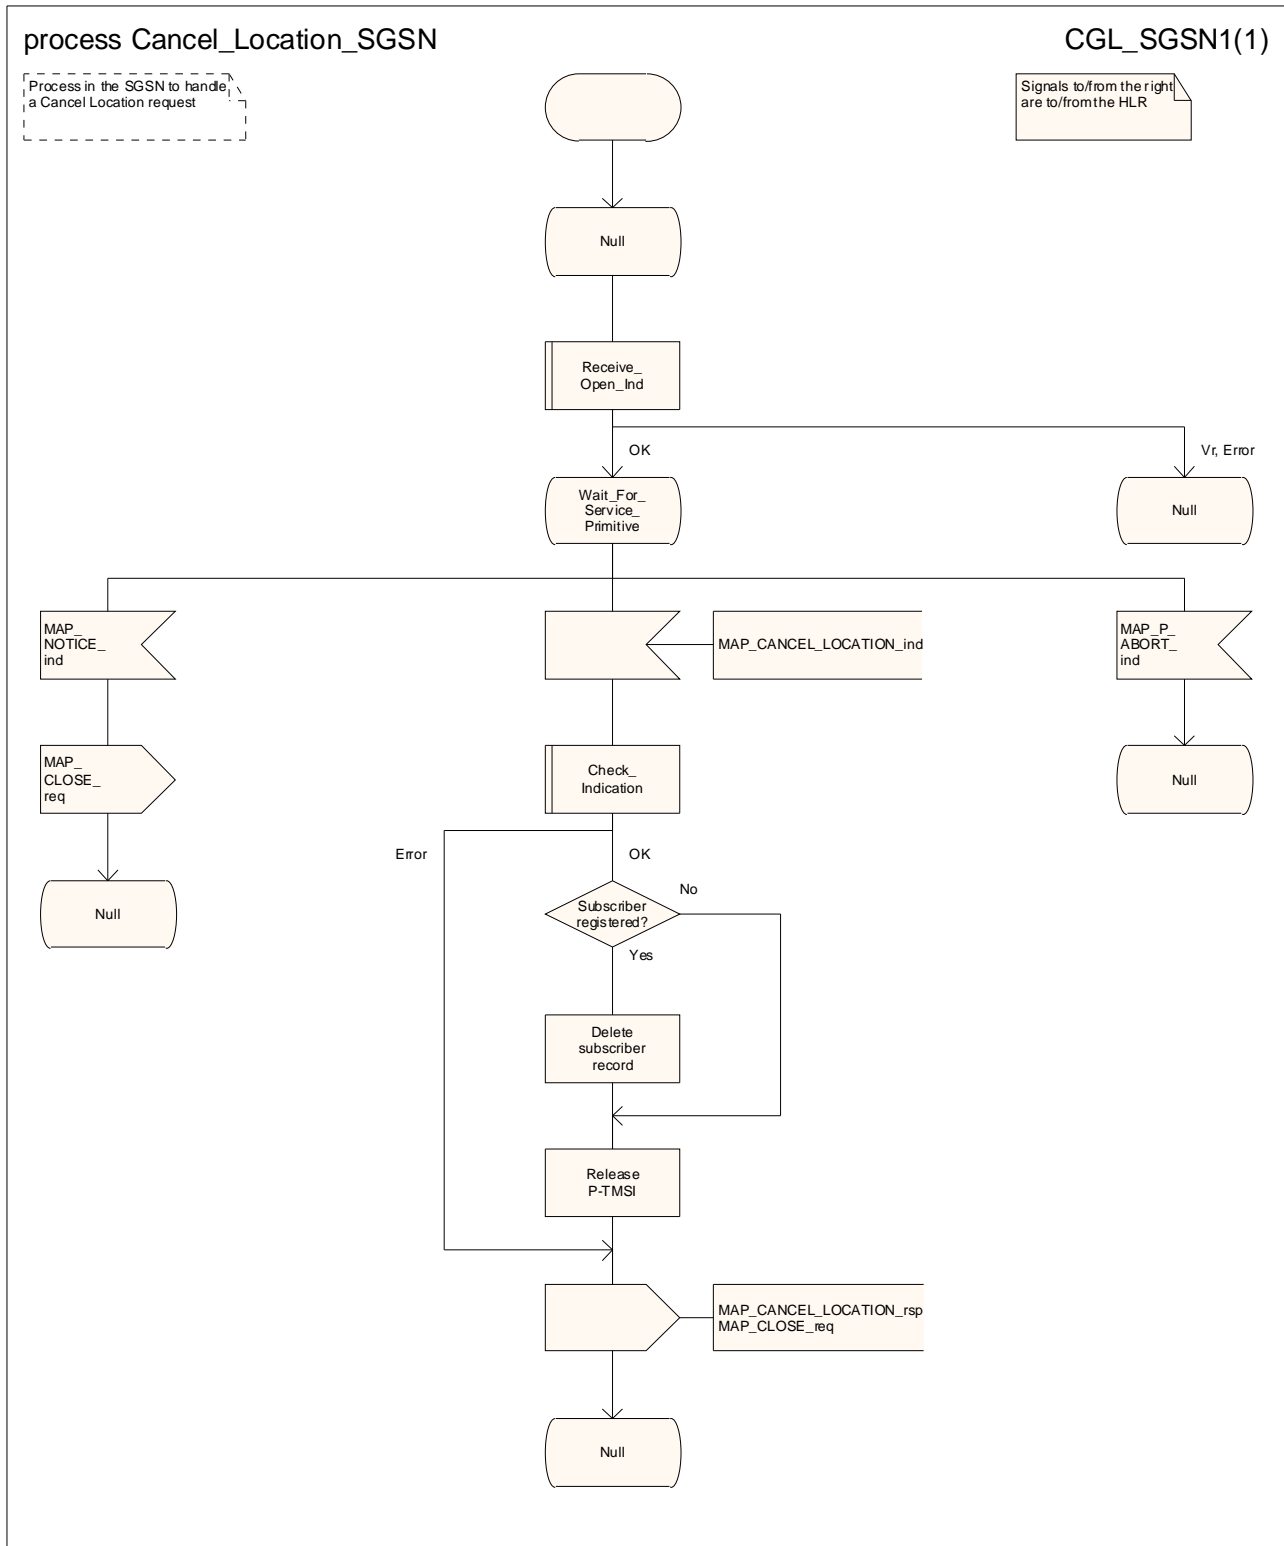 process Cancel_Location_SGSN
CGL_SGSN1(1)
Process in the SGSN to handle
a Cancel Location request
Signals to/from the right
are to/from the HLR
Null
Receive_
Open_Ind
OK
Vr, Error
Wait_For_
Service_
Primitive
Null
MAP_
NOTICE_
ind
MAP_CANCEL_LOCATION_ind
MAP_P_
ABORT_
ind
MAP_
CLOSE_
req
Check_
Indication
Null
Error
OK
No
Subscriber
registered?
Null
Yes
Delete
subscriber
record
Release
P-TMSI
MAP_CANCEL_LOCATION_rsp
MAP_CLOSE_req
Null